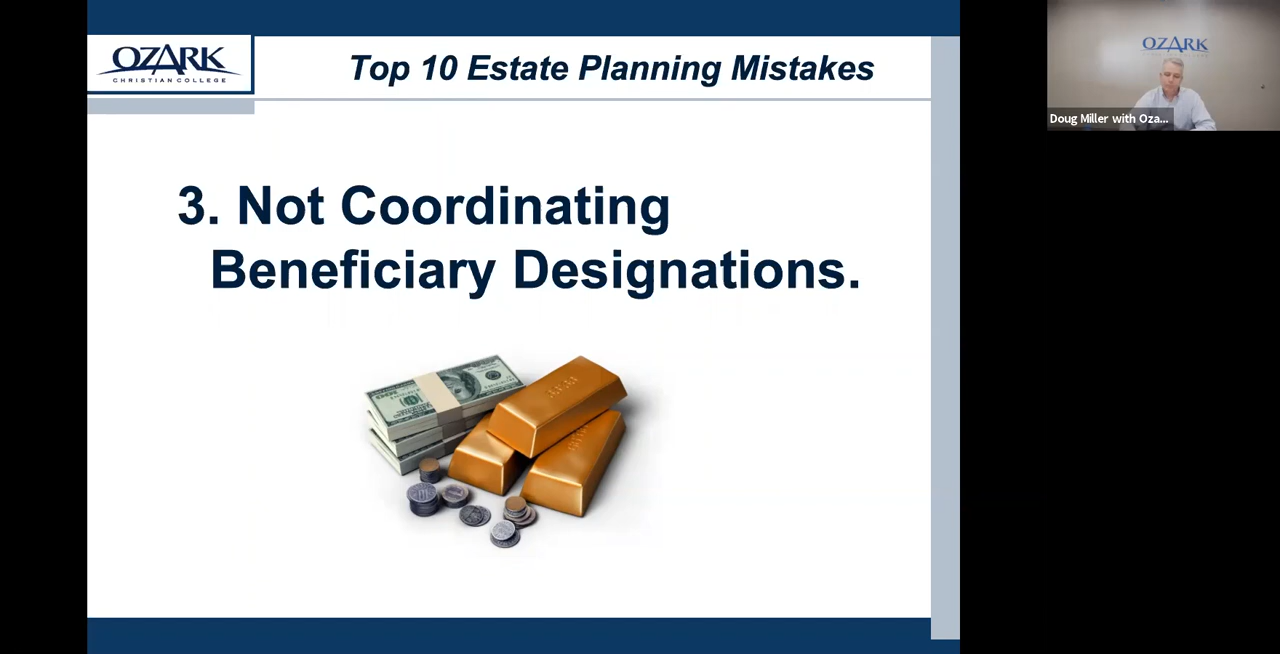 OZARK
CHRISTIAN COLLEGE
Top 10 Estate Planning Mistakes
3. Not Coordinating
Beneficiary Designations.
OZARK
Doug Miller with Oza...